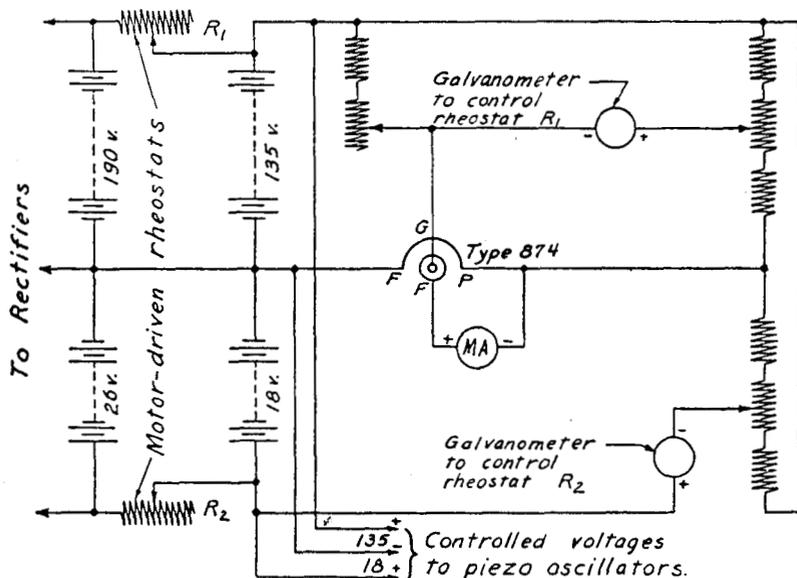 R1
Galvanometer
to control
rheostat R1
- +
190 v.
135 v.
Motor-driven rheostats
To Rectifiers
G
Type 874
F F P
+ MA -
26 v.
18 v.
-
Galvanometer
to control
rheostat R2
+
R2
+
135 -
18 +
Controlled voltages
to piezo oscillators.